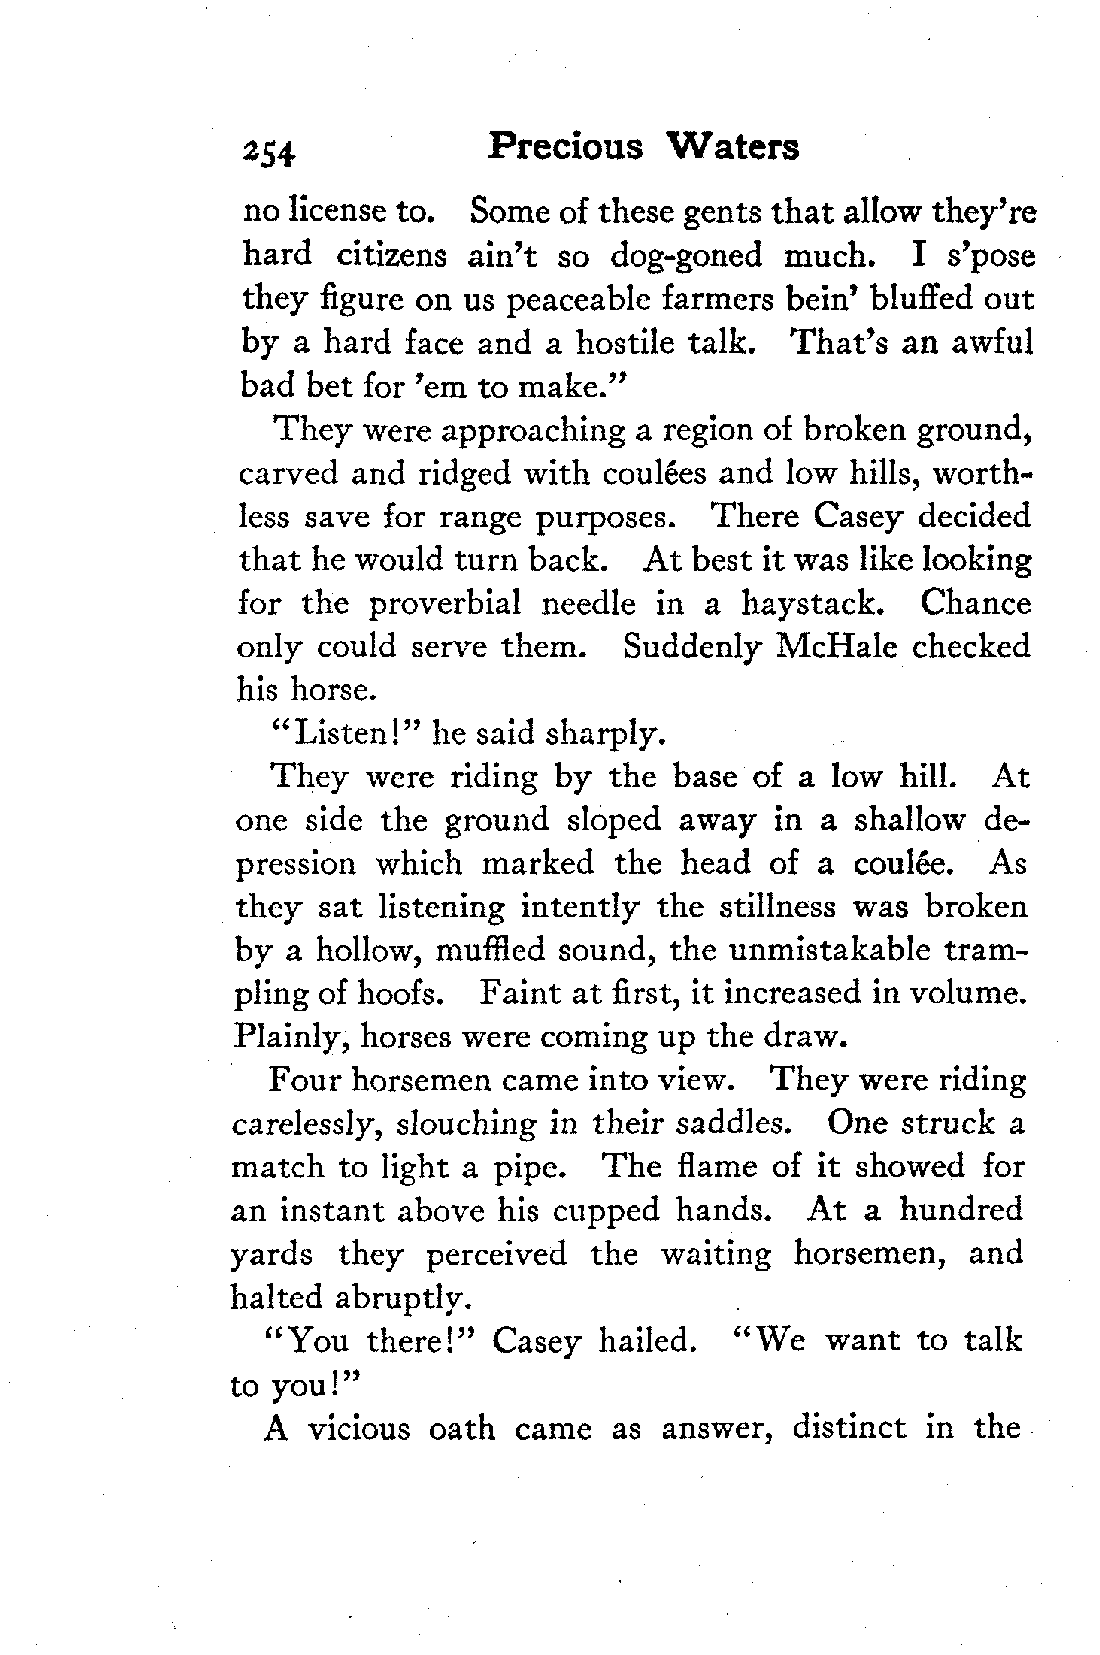 254 Precious Waters
no license to. Some of these gents that allow they're
hard citizens ain't so dog-goned much. I s'pose
they figure on us peaceable farmers bein' bluffed out
by a hard face and a hostile talk. That's an awful
bad bet for 'em to make."
They were approaching a region of broken ground,
carved and ridged with coulées and low hills, worth-
less save for range purposes. There Casey decided
that he would turn back. At best it was like looking
for the proverbial needle in a haystack. Chance
only could serve them. Suddenly McHale checked
his horse.
"Listen!" he said sharply.
They were riding by the base of a low hill. At
one side the ground sloped away in a shallow de-
pression which marked the head of a coulée. As
they sat listening intently the stillness was broken
by a hollow, muffled sound, the unmistakable tram-
pling of hoofs. Faint at first, it increased in volume.
Plainly, horses were coming up the draw.
Four horsemen came into view. They were riding
carelessly, slouching in their saddles. One struck a
match to light a pipe. The flame of it showed for
an instant above his cupped hands. At a hundred
yards they perceived the waiting horsemen, and
halted abruptly.
"You there!" Casey hailed. "We want to talk
to you!"
A vicious oath came as answer, distinct in the